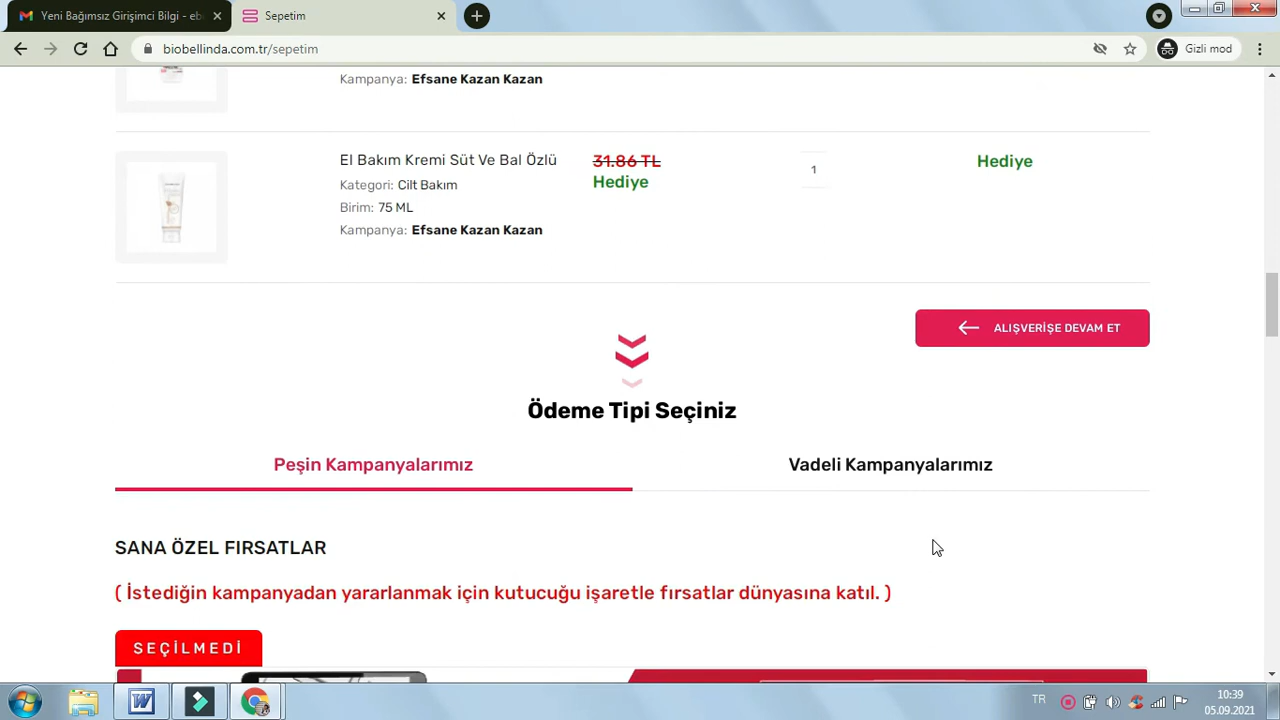 Yeni Bağımsız Girişimci Bilgi - eb
Sepetim
biobellinda.com.tr/sepetim
Gizli mod
Kampanya: Efsane Kazan Kazan
El Bakım Kremi Süt Ve Bal Özlü
31.86 TL
1
Hediye
Hediye
Kategori: Cilt Bakım
Birim: 75 ML
Kampanya: Efsane Kazan Kazan
ALIŞVERİŞE DEVAM ET
Ödeme Tipi Seçiniz
Peşin Kampanyalarımız
Vadeli Kampanyalarımız
SANA ÖZEL FIRSATLAR
( İstediğin kampanyadan yararlanmak için kutucuğu işaretle fırsatlar dünyasına katıl. )
SEÇİLMEDİ
TR
10:39
05.09.2021